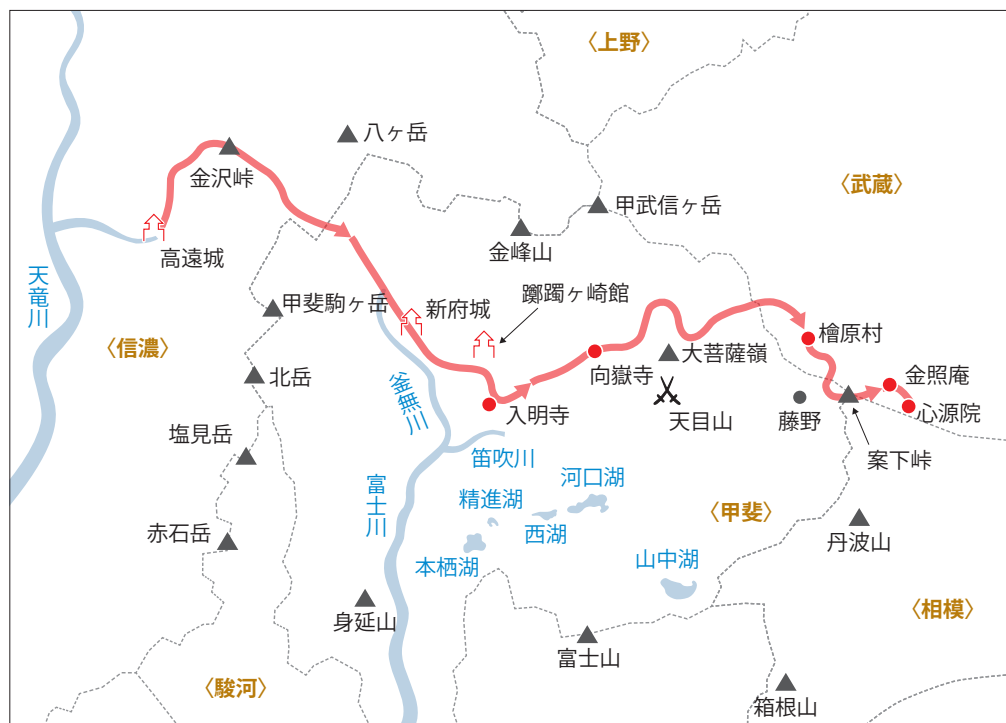 〈上野〉
八ヶ岳
金沢峠
〈武蔵〉
甲武信ヶ岳
高遠城
金峰山
天竜川
甲斐駒ヶ岳
新府城
躑躅ヶ崎館
〈信濃〉
檜原村
向嶽寺
大菩薩嶺
北岳
釜無川
入明寺
天目山
藤野
金照庵
心源院
塩見岳
笛吹川
案下峠
富士川
精進湖
河口湖
〈甲斐〉
赤石岳
西湖
丹波山
本栖湖
山中湖
身延山
〈相模〉
富士山
〈駿河〉
箱根山